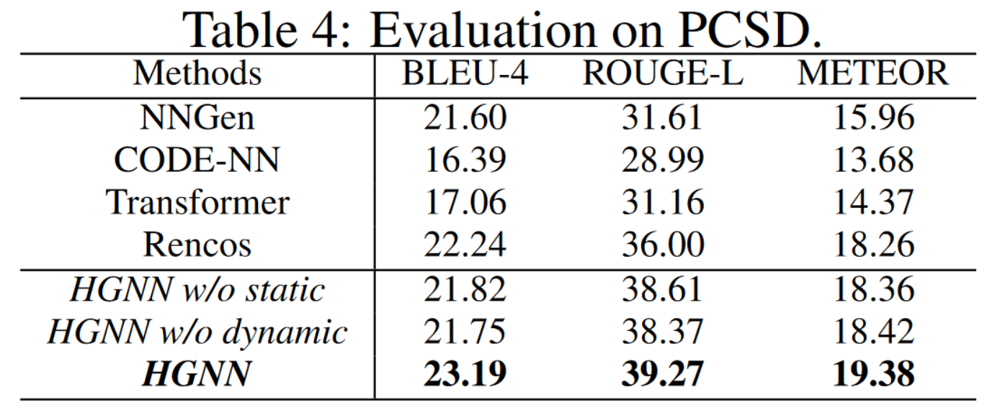 Table 4: Evaluation on PCSD.
Methods BLEU-4 ROUGE-L METEOR
NNGen 21.60 31.61 15.96
CODE-NN 16.39 28.99 13.68
Transformer 17.06 31.16 14.37
Rencos 22.24 36.00 18.26
HGNN w/o static 21.82 38.61 18.36
HGNN w/o dynamic 21.75 38.37 18.42
HGNN 23.19 39.27 19.38